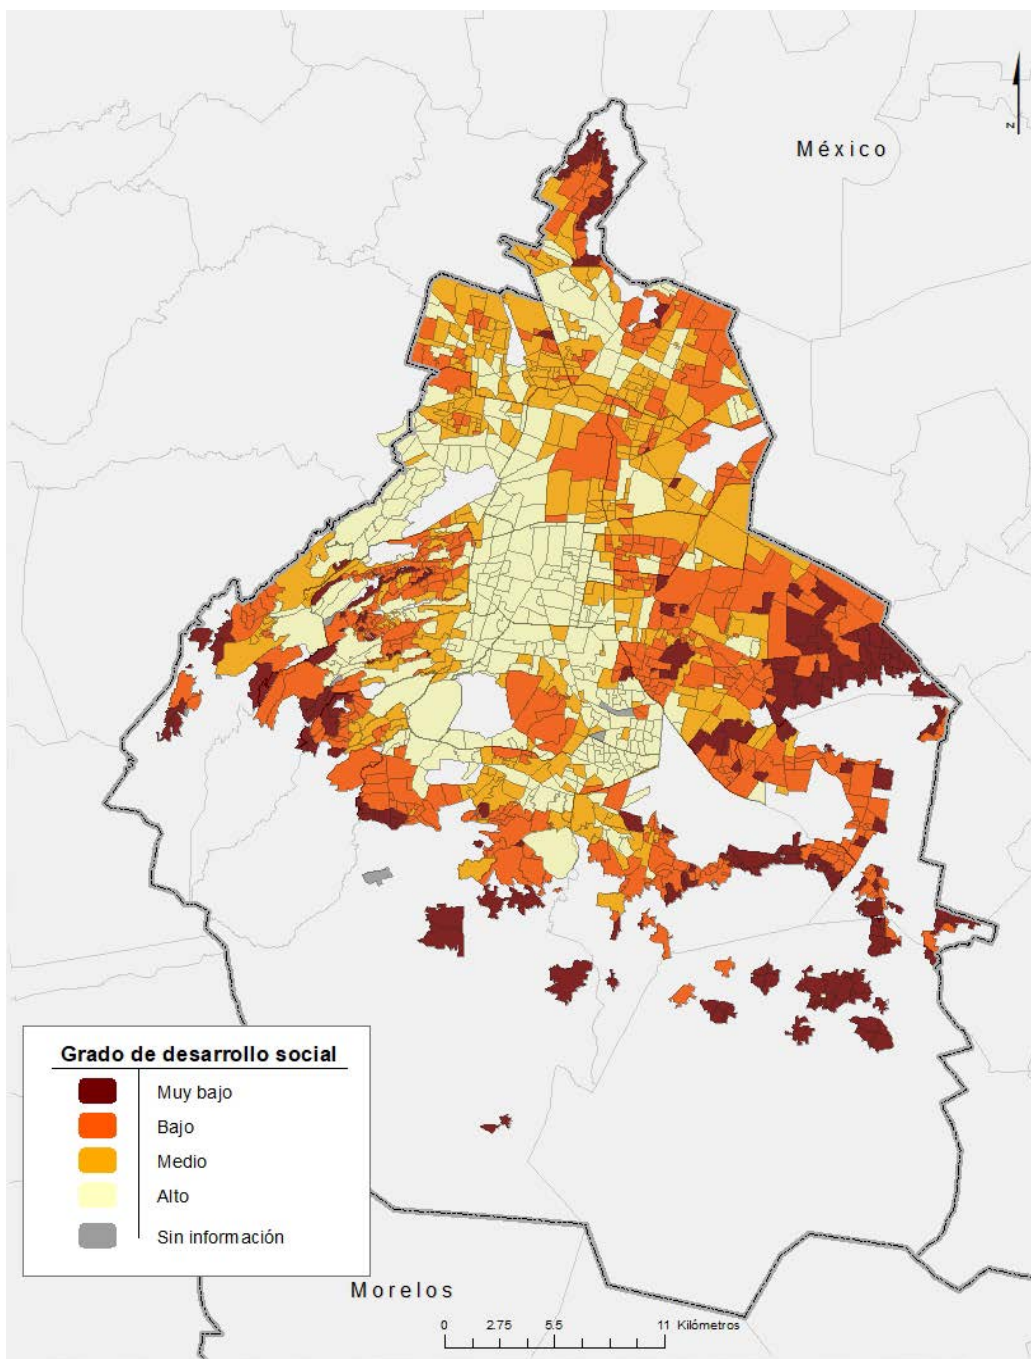 N
México
Grado de desarrollo social
Muy bajo
Bajo
Medio
Alto
Sin información
Morelos
0 2.75 5.5 11 Kilómetros